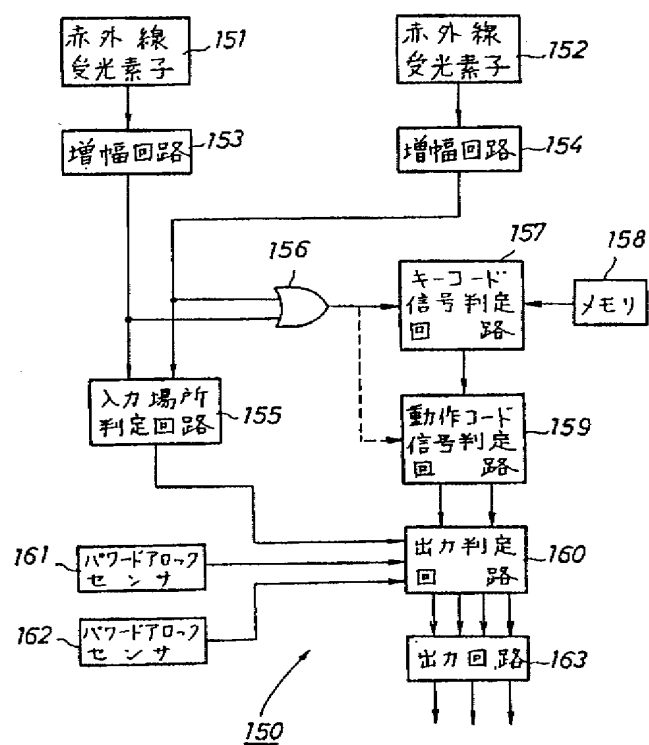 赤外線
受光素子
151
赤外線
受光素子
152
増幅回路
153
増幅回路
154
156
157
キーコード
信号判定
回路
158
メモリ
入力場所
判定回路
155
動作コード
信号判定
回路
159
161
パワードアロック
センサ
出力判定
回路
160
162
パワードアロック
センサ
出力回路
163
150